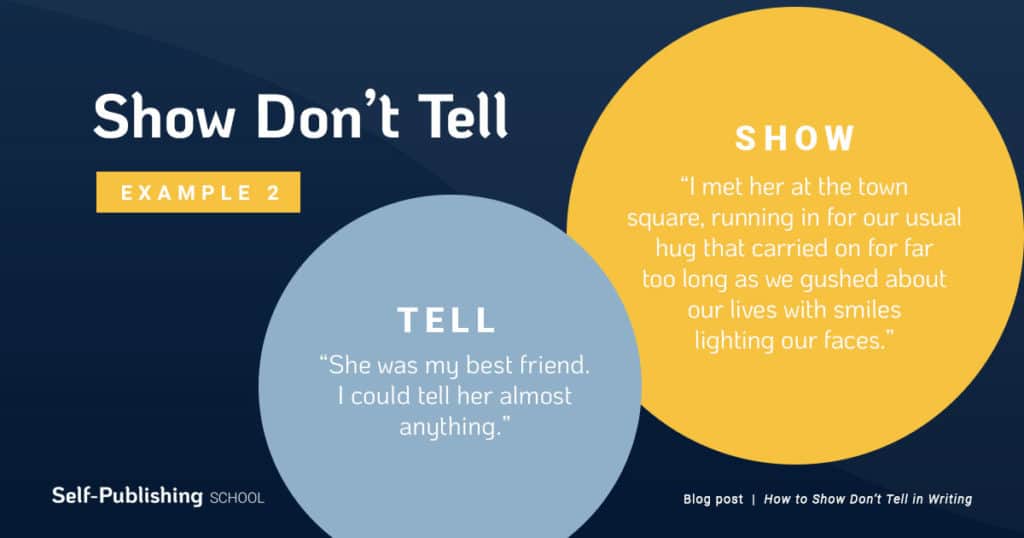 Show Don't Tell
EXAMPLE 2
TELL
“She was my best friend.
I could tell her almost
anything.”
SHOW
“I met her at the town
square, running in for our usual
hug that carried on for far
too long as we gushed about
our lives with smiles
lighting our faces.”
Self-Publishing SCHOOL
Blog post | How to Show Don't Tell in Writing